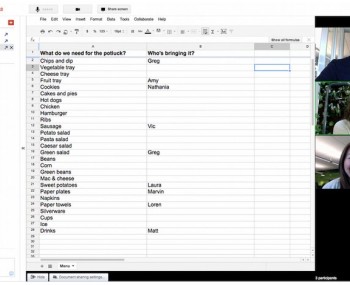 Share screen
File Edit View Insert Format Data Tools Collaborate Help
Show all formulas
A B C
1 What do we need for the potluck? Who's bringing it?
2 Chips and dip Greg
3 Vegetable tray
4 Cheese tray
5 Fruit tray Amy
6 Cookies Nathania
7 Cakes and pies
8 Hot dogs
9 Chicken
10 Hamburger
11 Ribs
12 Sausage Vic
13 Potato salad
14 Pasta salad
15 Caesar salad
16 Green salad Greg
17 Beans
18 Corn
19 Green beans
20 Mac & cheese
21 Sweet potatoes Laura
22 Paper plates Marvin
23 Napkins
24 Paper towels Loren
25 Silverware
26 Cups
27 Ice
28 Drinks Matt
Menu
Hide Document sharing settings...
participants